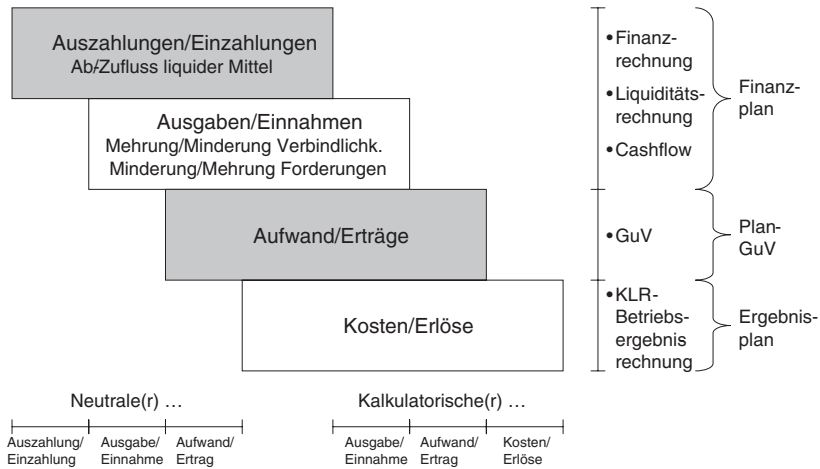 Auszahlungen/Einzahlungen
Ab-/Zufluss liquider Mittel
Ausgaben/Einnahmen
Mehrung/Minderung Verbindlichk.
Minderung/Mehrung Forderungen
Aufwand/Erträge
Kosten/Erlöse
•Finanz-
rechnung
•Liquiditäts-
rechnung
•Cashflow
•GuV
•KLR-
Betriebs-
ergebnis
rechnung
Finanz-
plan
Plan-
GuV
Ergebnis-
plan
Neutrale(r) …
Kalkulatorische(r) …
Auszahlung/
Einzahlung
Ausgabe/
Einnahme
Aufwand/
Ertrag
Ausgabe/
Einnahme
Aufwand/
Ertrag
Kosten/
Erlöse